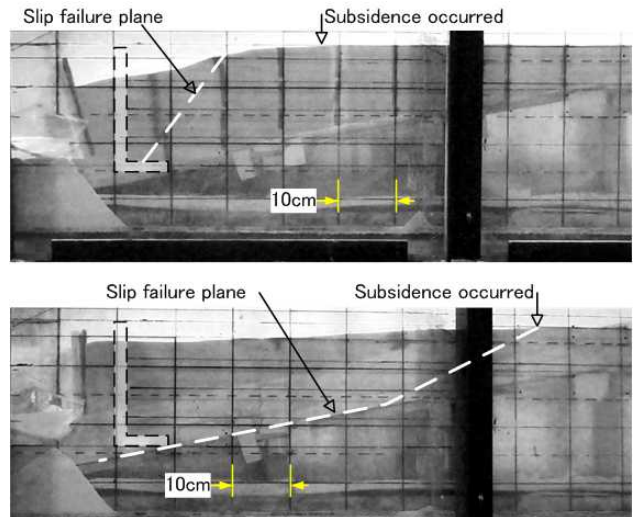 Slip failure plane
Subsidence occurred
10cm
Slip failure plane
Subsidence occurred
10cm